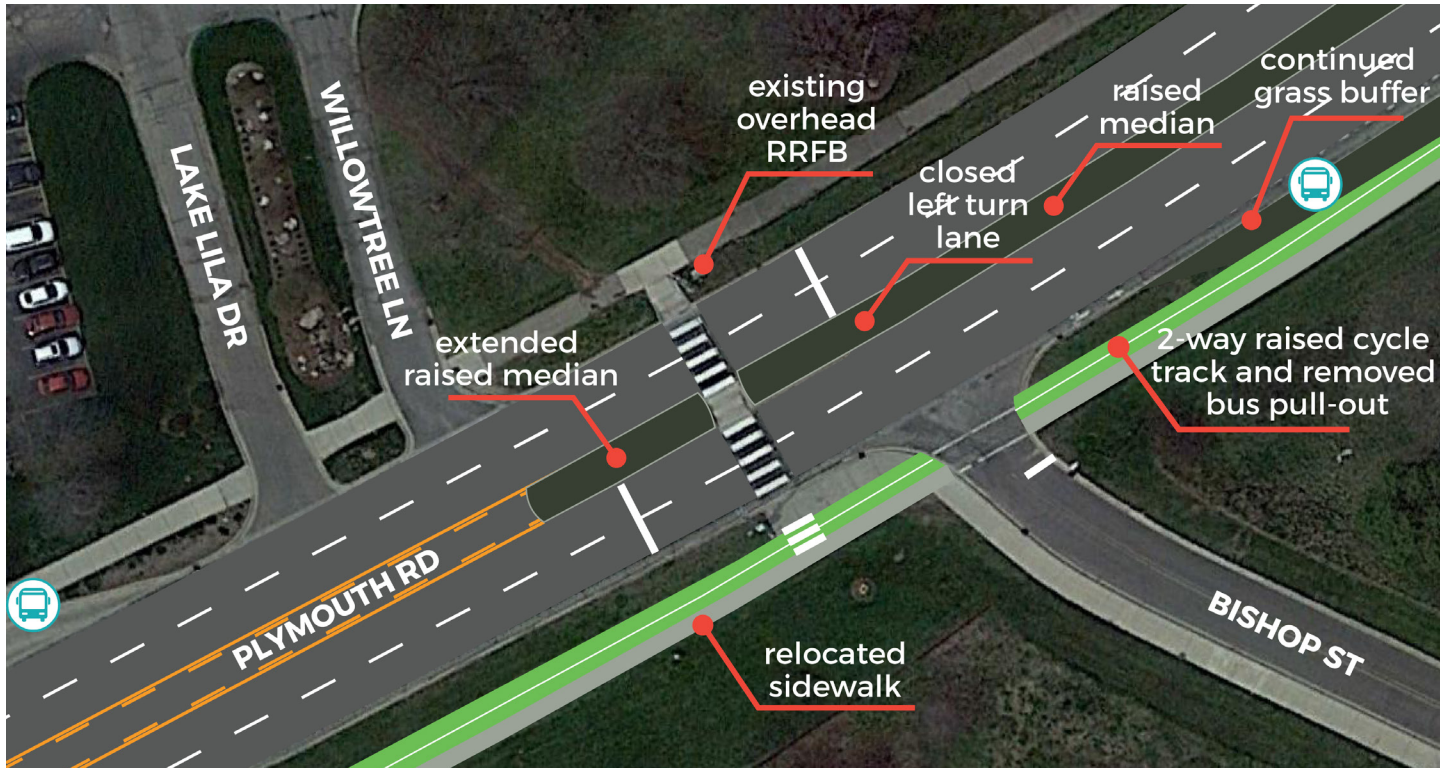 LAKE LILA DR
WILLOWTREE LN
existing
overhead
RRFB
raised
median
continued
grass buffer
closed
left turn
lane
extended
raised median
2-way raised cycle
track and removed
bus pull-out
PLYMOUTH RD
relocated
sidewalk
BISHOP ST